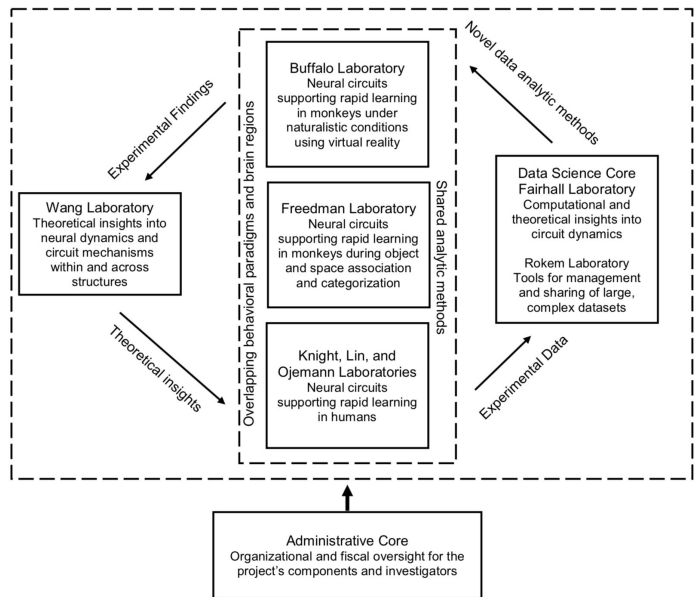 Buffalo Laboratory
Neural circuits
supporting rapid learning
in monkeys under
naturalistic conditions
using virtual reality
Novel data analytic methods
Experimental Findings
Overlapping behavioral paradigms and brain regions
Shared analytic methods
Wang Laboratory
Theoretical insights into
neural dynamics and
circuit mechanisms
within and across
structures
Freedman Laboratory
Neural circuits
supporting rapid learning
in monkeys during object
and space association
and categorization
Data Science Core
Fairhall Laboratory
Computational and
theoretical insights into
circuit dynamics
Rokem Laboratory
Tools for management
and sharing of large,
complex datasets
Theoretical insights
Knight, Lin, and
Ojemann Laboratories
Neural circuits
supporting rapid learning
in humans
Experimental Data
Administrative Core
Organizational and fiscal oversight for the
project's components and investigators